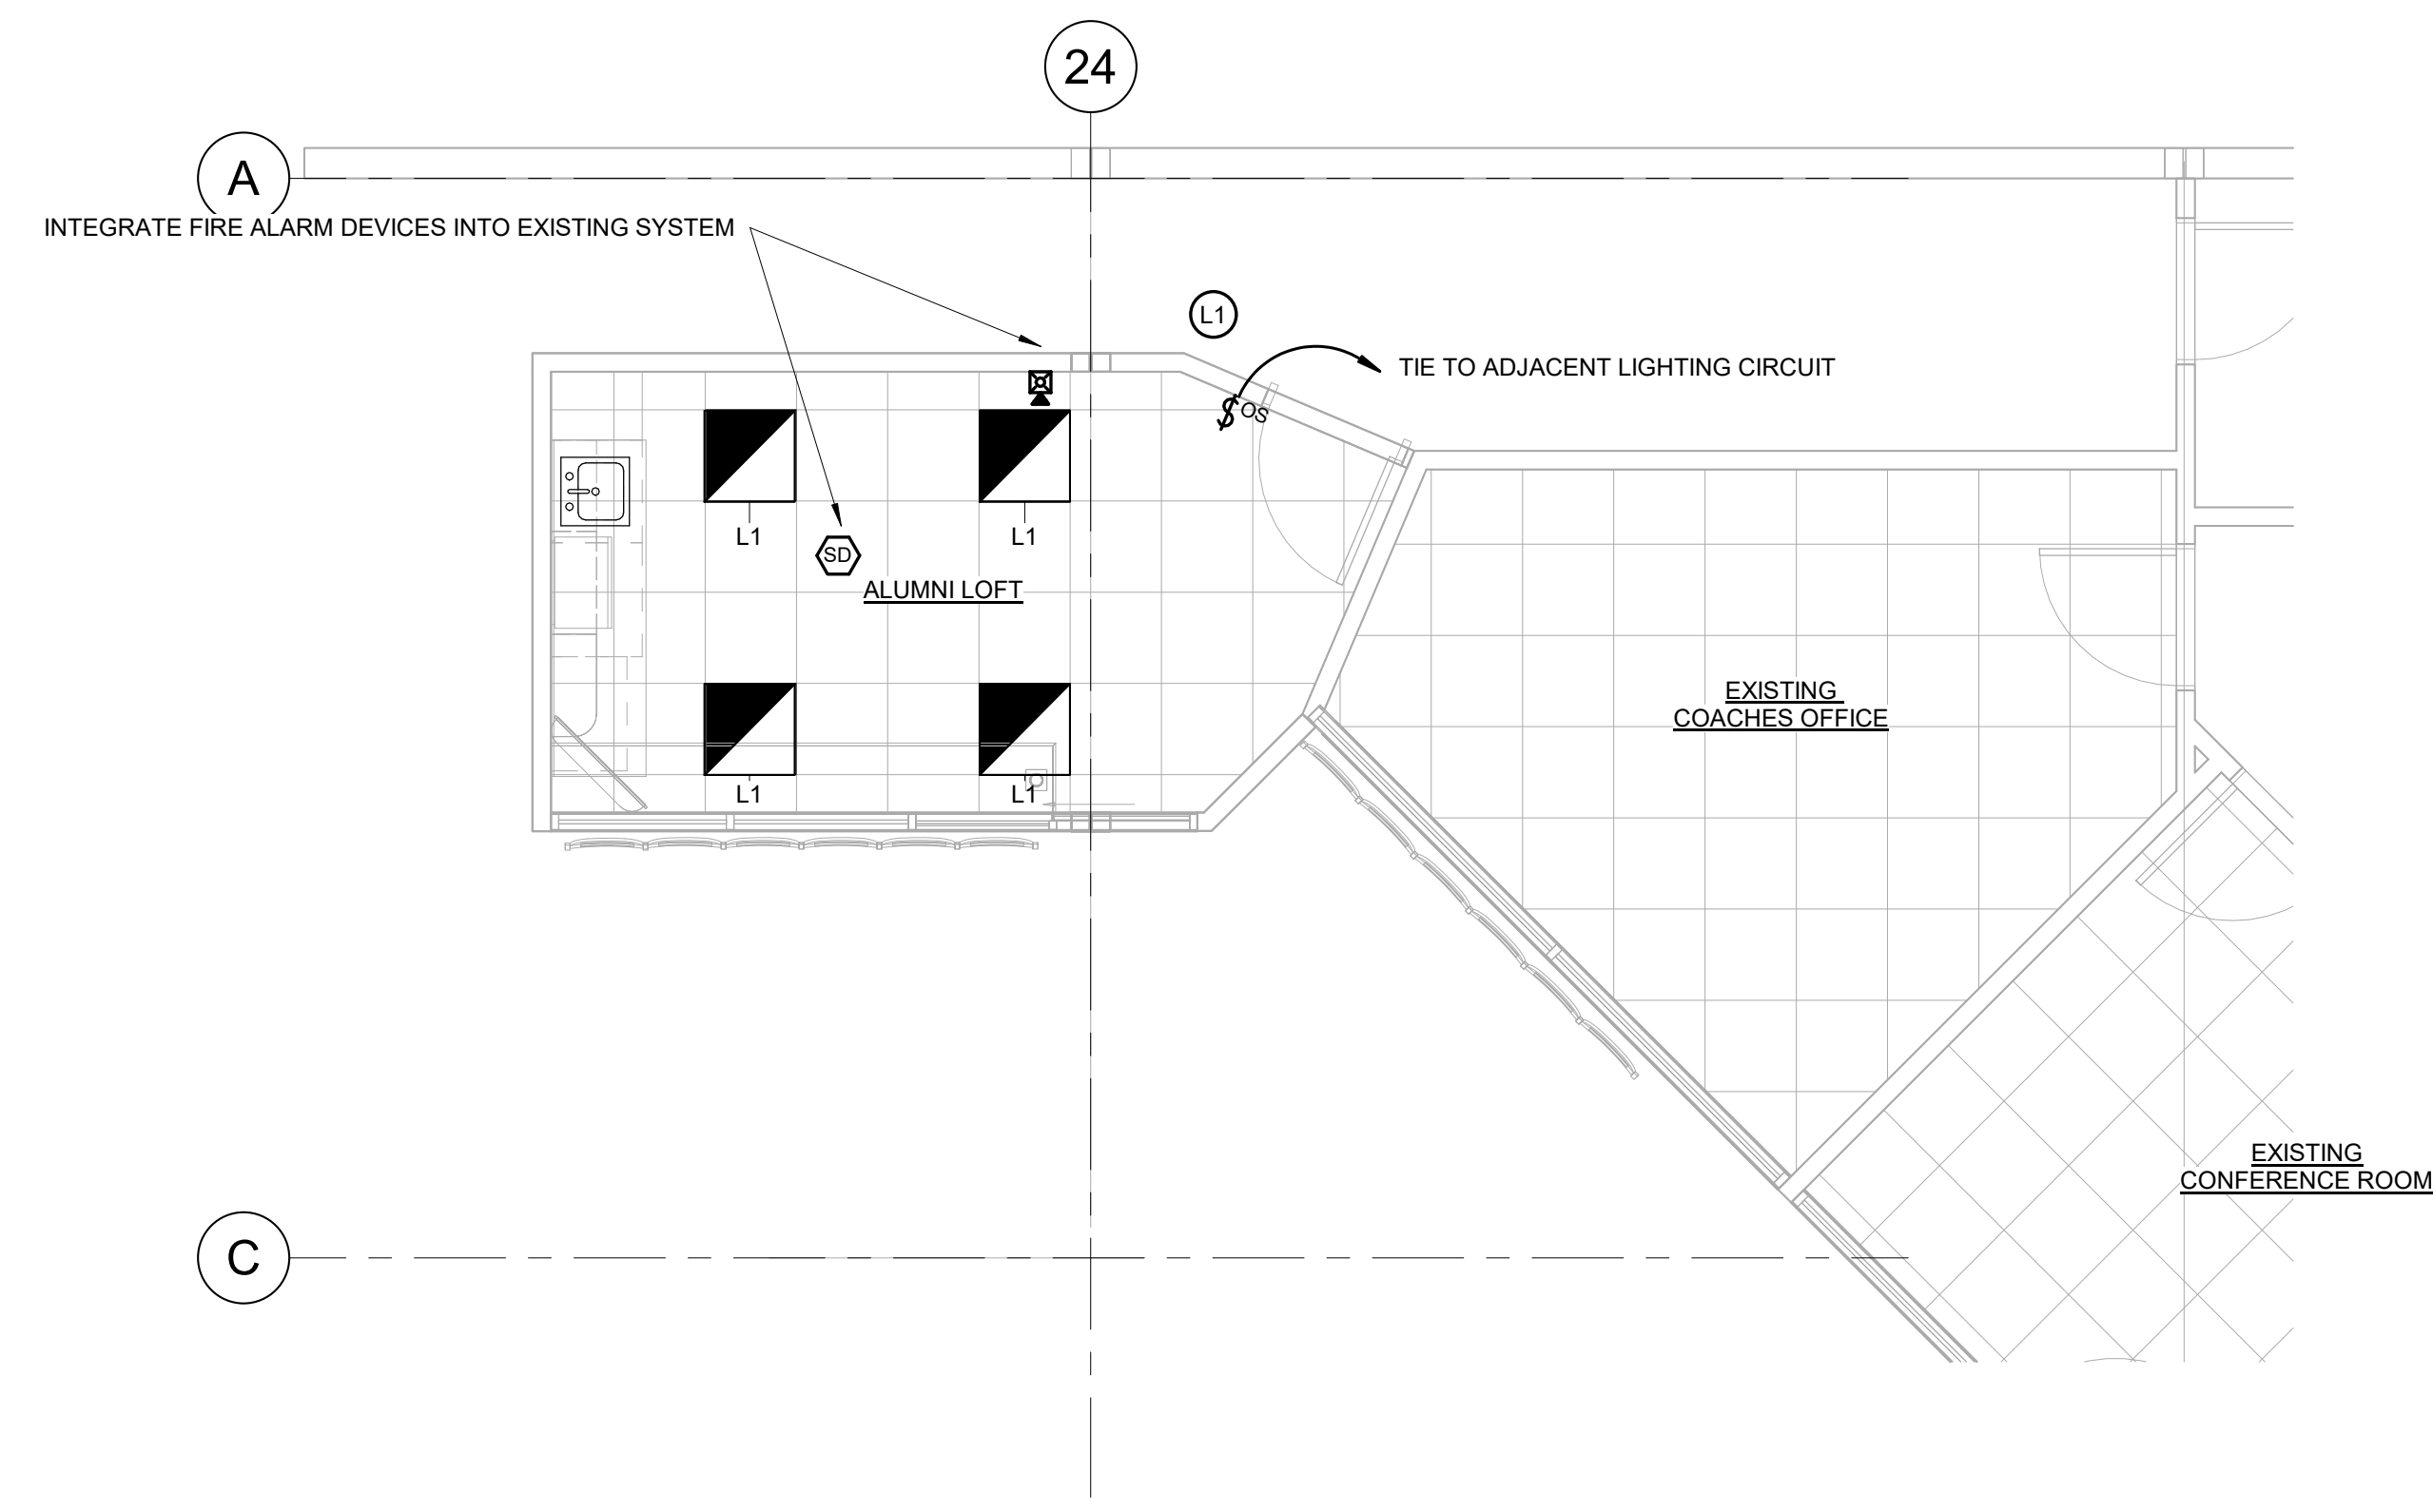 24
A
INTEGRATE FIRE ALARM DEVICES INTO EXISTING SYSTEM
L1
TIE TO ADJACENT LIGHTING CIRCUIT
$ OS
L1
L1
SD
ALUMNI LOFT
EXISTING
COACHES OFFICE
L1
L1
EXISTING
CONFERENCE ROOM
C